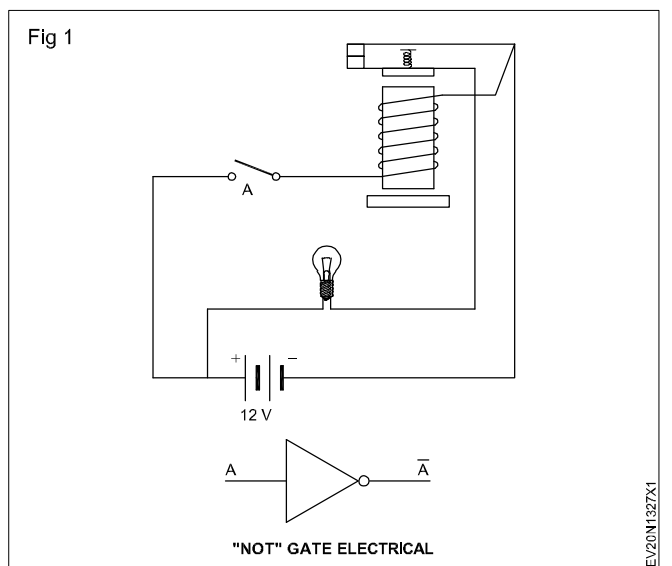 Fig 1
A
+ –
12 V
A A̅
"NOT" GATE ELECTRICAL
EV20N1327X1